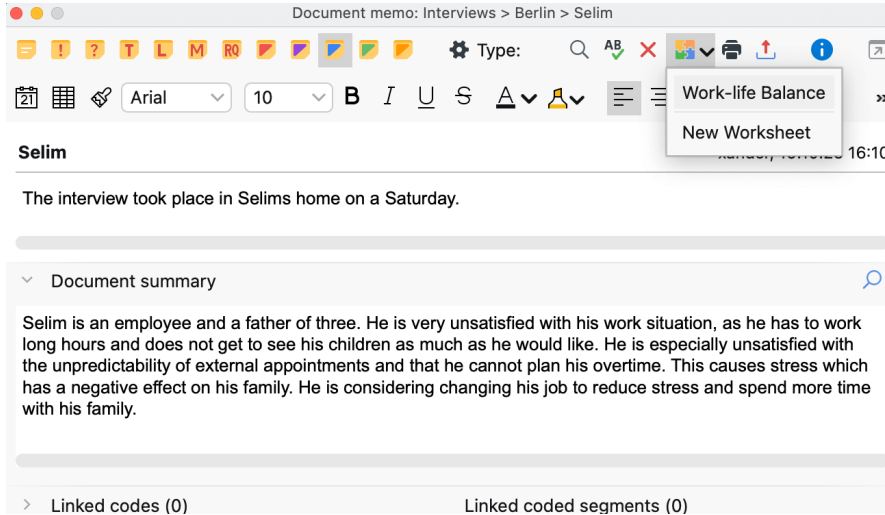 Document memo: Interviews > Berlin > Selim
! ? T L M RQ Type: AB i
21 Arial 10 B I U S A »
Work-life Balance
New Worksheet
Selim 16:10
The interview took place in Selims home on a Saturday.
Document summary
Selim is an employee and a father of three. He is very unsatisfied with his work situation, as he has to work
long hours and does not get to see his children as much as he would like. He is especially unsatisfied with
the unpredictability of external appointments and that he cannot plan his overtime. This causes stress which
has a negative effect on his family. He is considering changing his job to reduce stress and spend more time
with his family.
Linked codes (0) Linked coded segments (0)